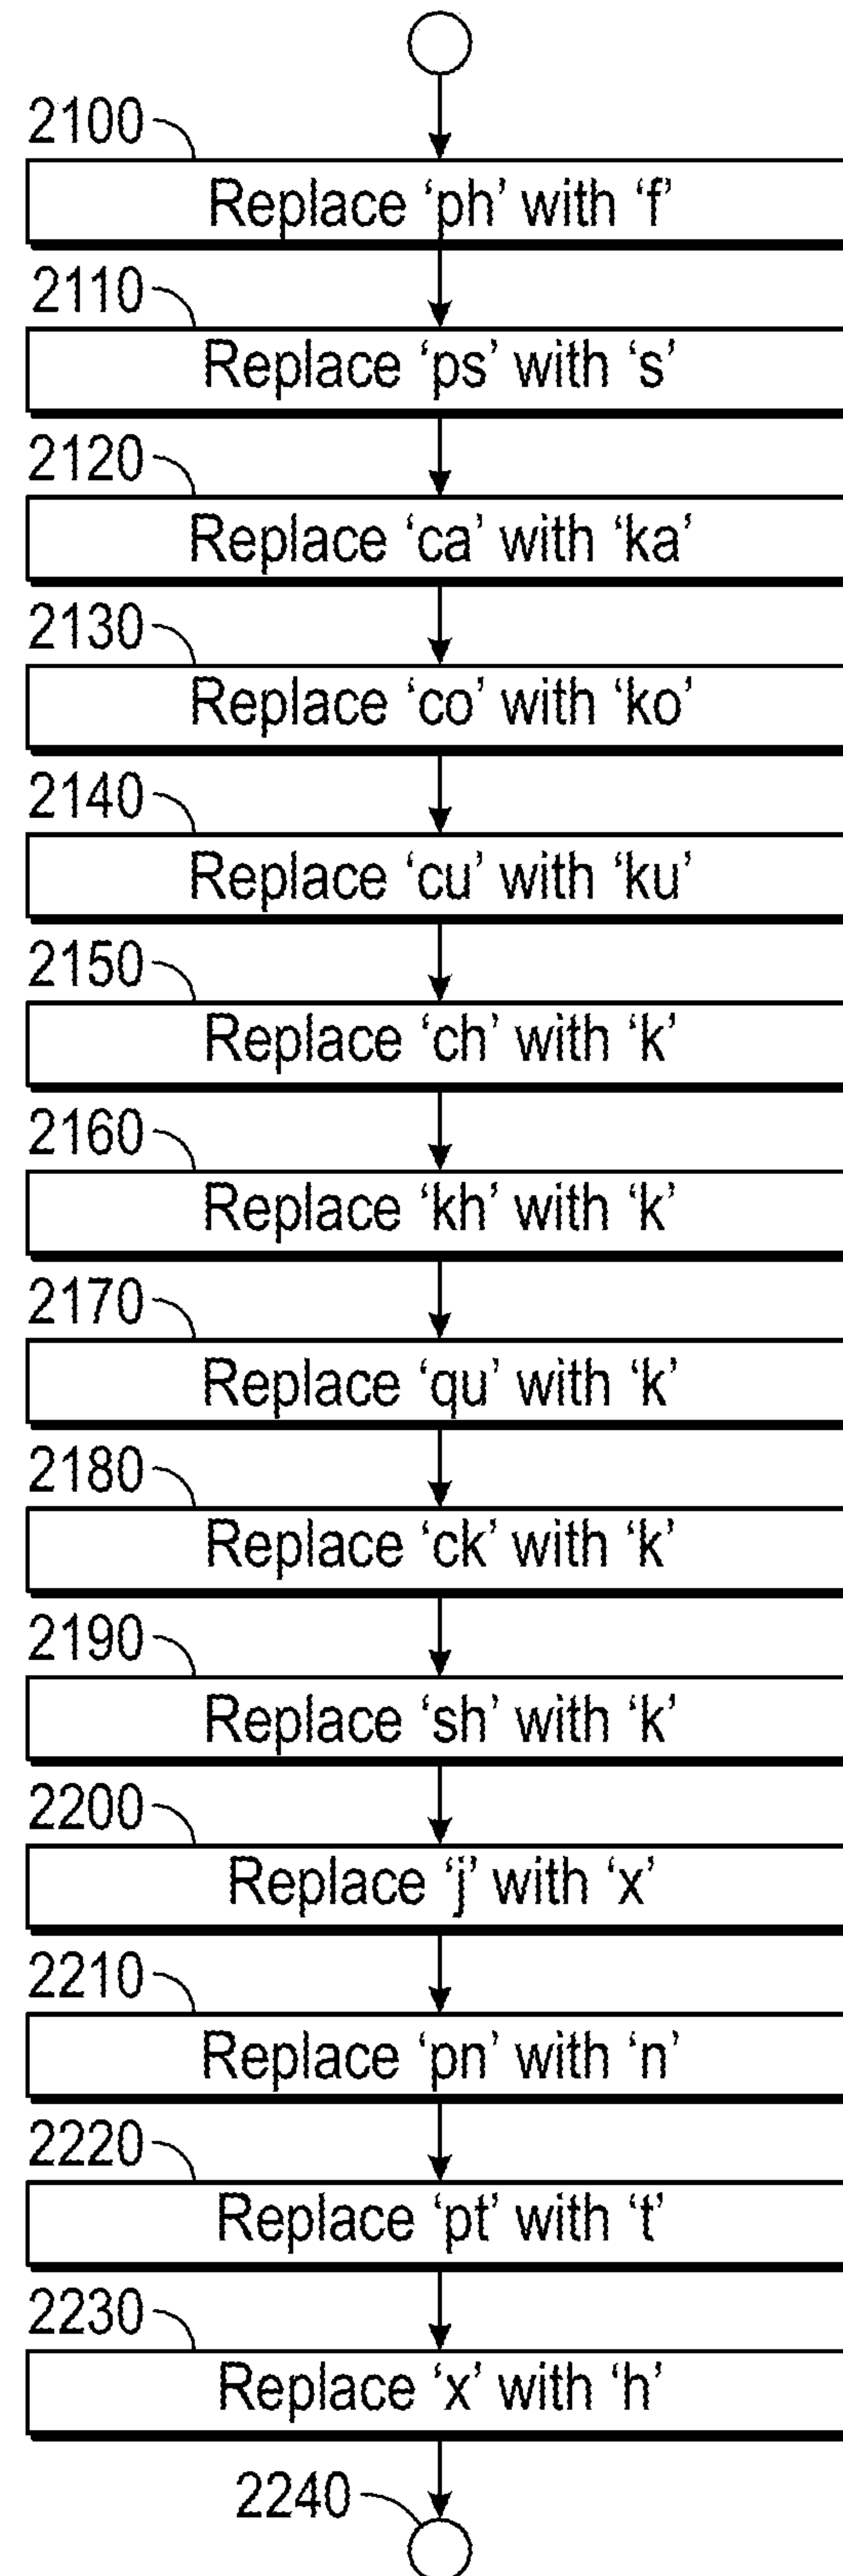 2100
Replace ‘ph’ with ‘f’
2110
Replace ‘ps’ with ‘s’
2120
Replace ‘ca’ with ‘ka’
2130
Replace ‘co’ with ‘ko’
2140
Replace ‘cu’ with ‘ku’
2150
Replace ‘ch’ with ‘k’
2160
Replace ‘kh’ with ‘k’
2170
Replace ‘qu’ with ‘k’
2180
Replace ‘ck’ with ‘k’
2190
Replace ‘sh’ with ‘k’
2200
Replace ‘j’ with ‘x’
2210
Replace ‘pn’ with ‘n’
2220
Replace ‘pt’ with ‘t’
2230
Replace ‘x’ with ‘h’
2240